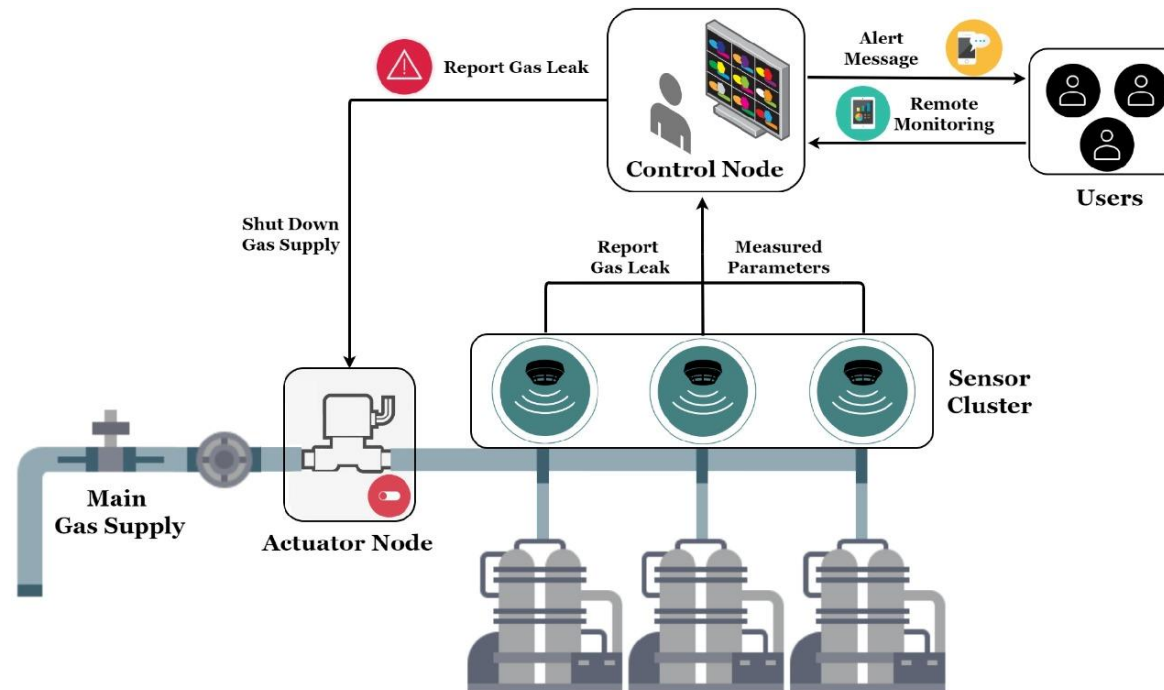 Report Gas Leak
Alert
Message
Remote
Monitoring
Control Node
Users
Shut Down
Gas Supply
Report
Gas Leak
Measured
Parameters
Sensor
Cluster
Main
Gas Supply
Actuator Node